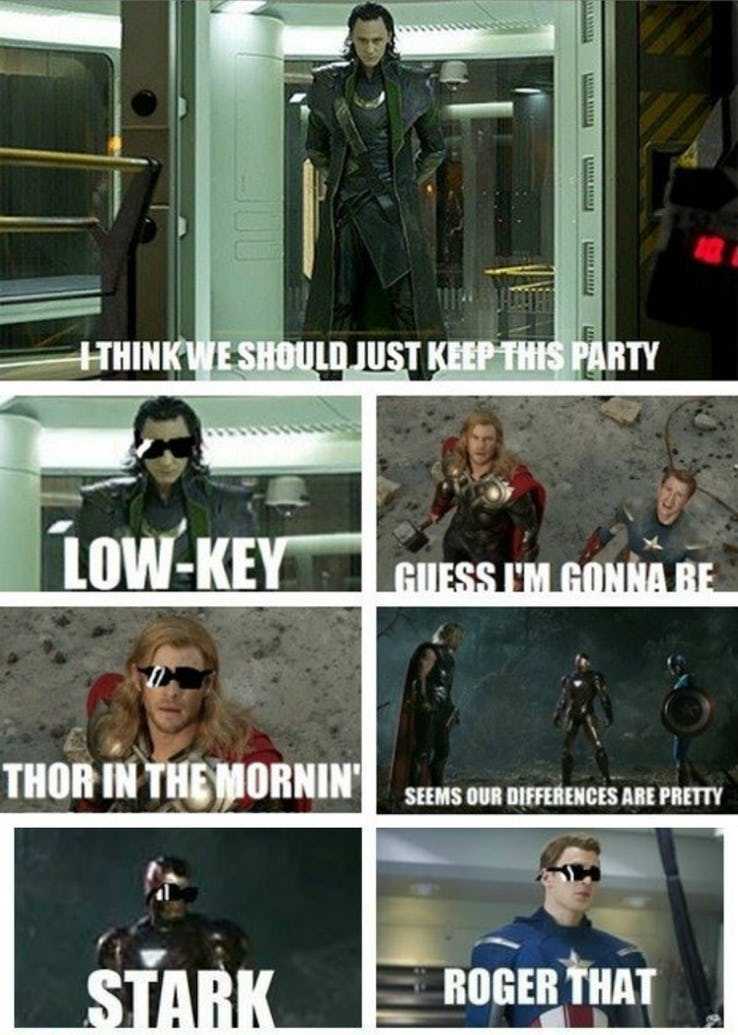 I THINK WE SHOULD JUST KEEP THIS PARTY
LOW-KEY
GUESS I'M GONNA BE
THOR IN THE MORNIN'
SEEMS OUR DIFFERENCES ARE PRETTY
STARK
ROGER THAT